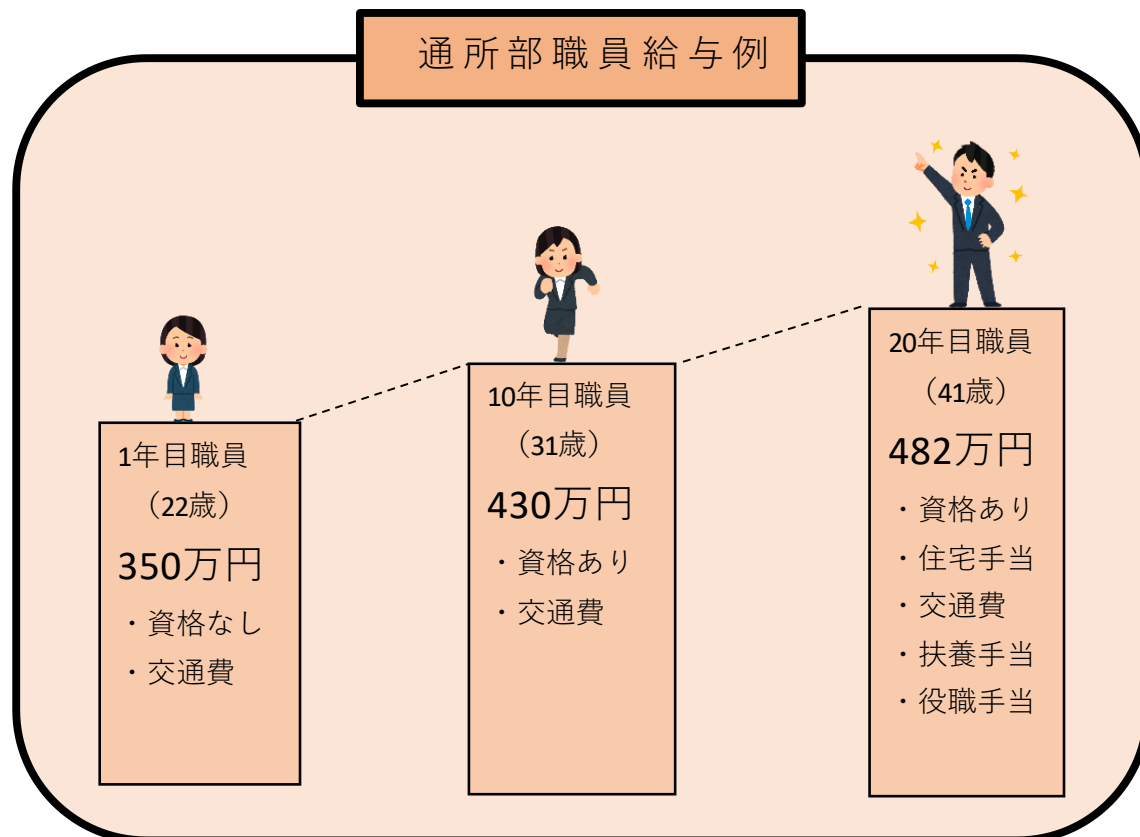 通所部職員給与例
1年目職員
（22歳）
350万円
・資格なし
・交通費
10年目職員
（31歳）
430万円
・資格あり
・交通費
20年目職員
（41歳）
482万円
・資格あり
・住宅手当
・交通費
・扶養手当
・役職手当